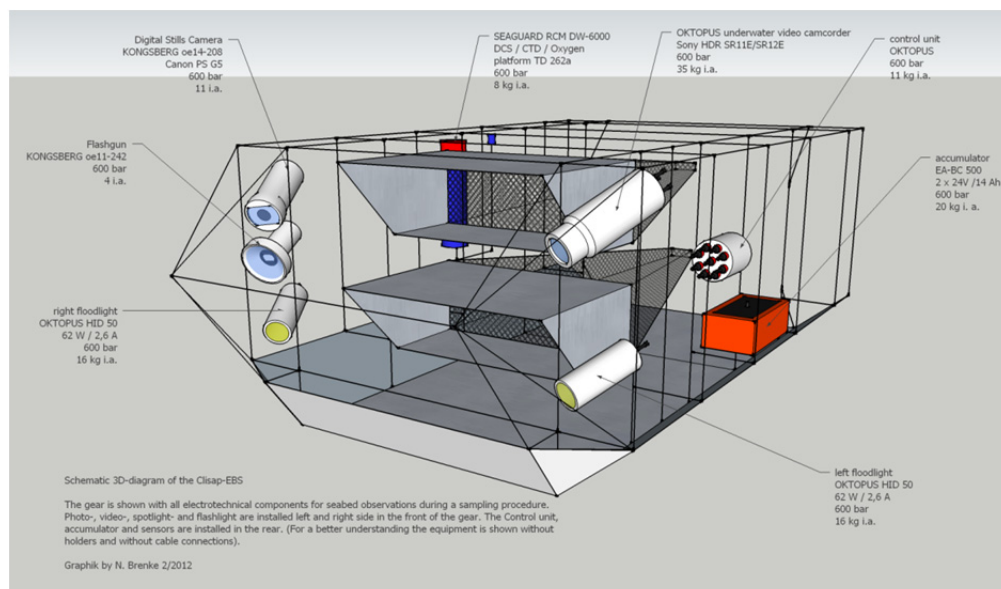 Digital Stills Camera
KONGSBERG oe14-208
Canon PS G5
600 bar
11 i.a.
SEAGUARD RCM DW-6000
DCS / CTD / Oxygen
platform TD 262a
600 bar
8 kg i.a.
OKTOPUS underwater video camcorder
Sony HDR SR11E/SR12E
600 bar
35 kg i.a.
control unit
OKTOPUS
600 bar
11 kg i.a.
Flashgun
KONGSBERG oe11-242
600 bar
4 i.a.
accumulator
EA-BC 500
2 x 24V /14 Ah
600 bar
20 kg i. a.
right floodlight
OKTOPUS HID 50
62 W / 2,6 A
600 bar
16 kg i.a.
left floodlight
OKTOPUS HID 50
62 W / 2,6 A
600 bar
16 kg i.a.
Schematic 3D-diagram of the Clisap-EBS
The gear is shown with all electrotechnical components for seabed observations during a sampling procedure.
Photo-, video-, spotlight- and flashlight are installed left and right side in the front of the gear. The Control unit,
accumulator and sensors are installed in the rear. (For a better understanding the equipment is shown without
holders and without cable connections).
Graphik by N. Brenke 2/2012